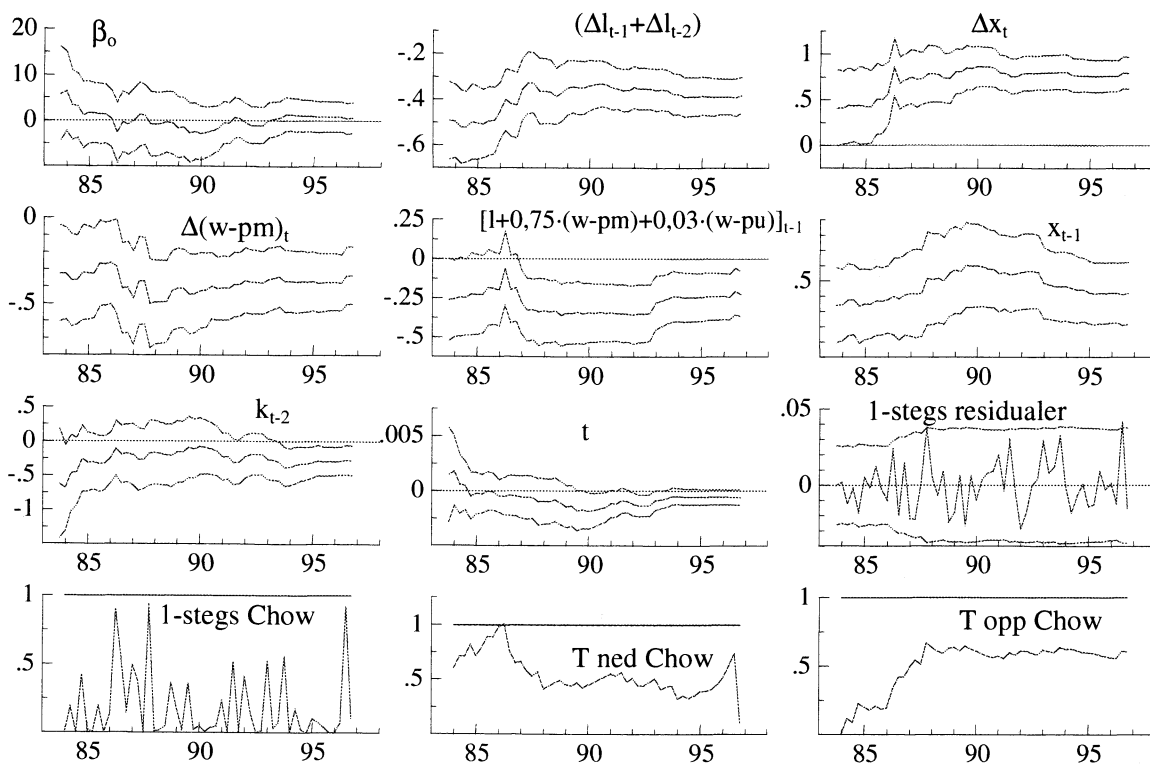 β₀ (Δl_{t-1}+Δl_{t-2}) Δx_t
20 -.2 1
10 -.4 .5
0 -.6 0
85 90 95 85 90 95 85 90 95
Δ(w-pm)_t [l+0,75·(w-pm)+0,03·(w-pu)]_{t-1} x_{t-1}
0 .25 .5
-.5 0
-.25
-.5
85 90 95 85 90 95 85 90 95
k_{t-2} t 1-stegs residualer
.5 .005 .05
0 0 0
-.5
-1
85 90 95 85 90 95 85 90 95
1-stegs Chow T ned Chow T opp Chow
1 1 1
.5 .5 .5
85 90 95 85 90 95 85 90 95